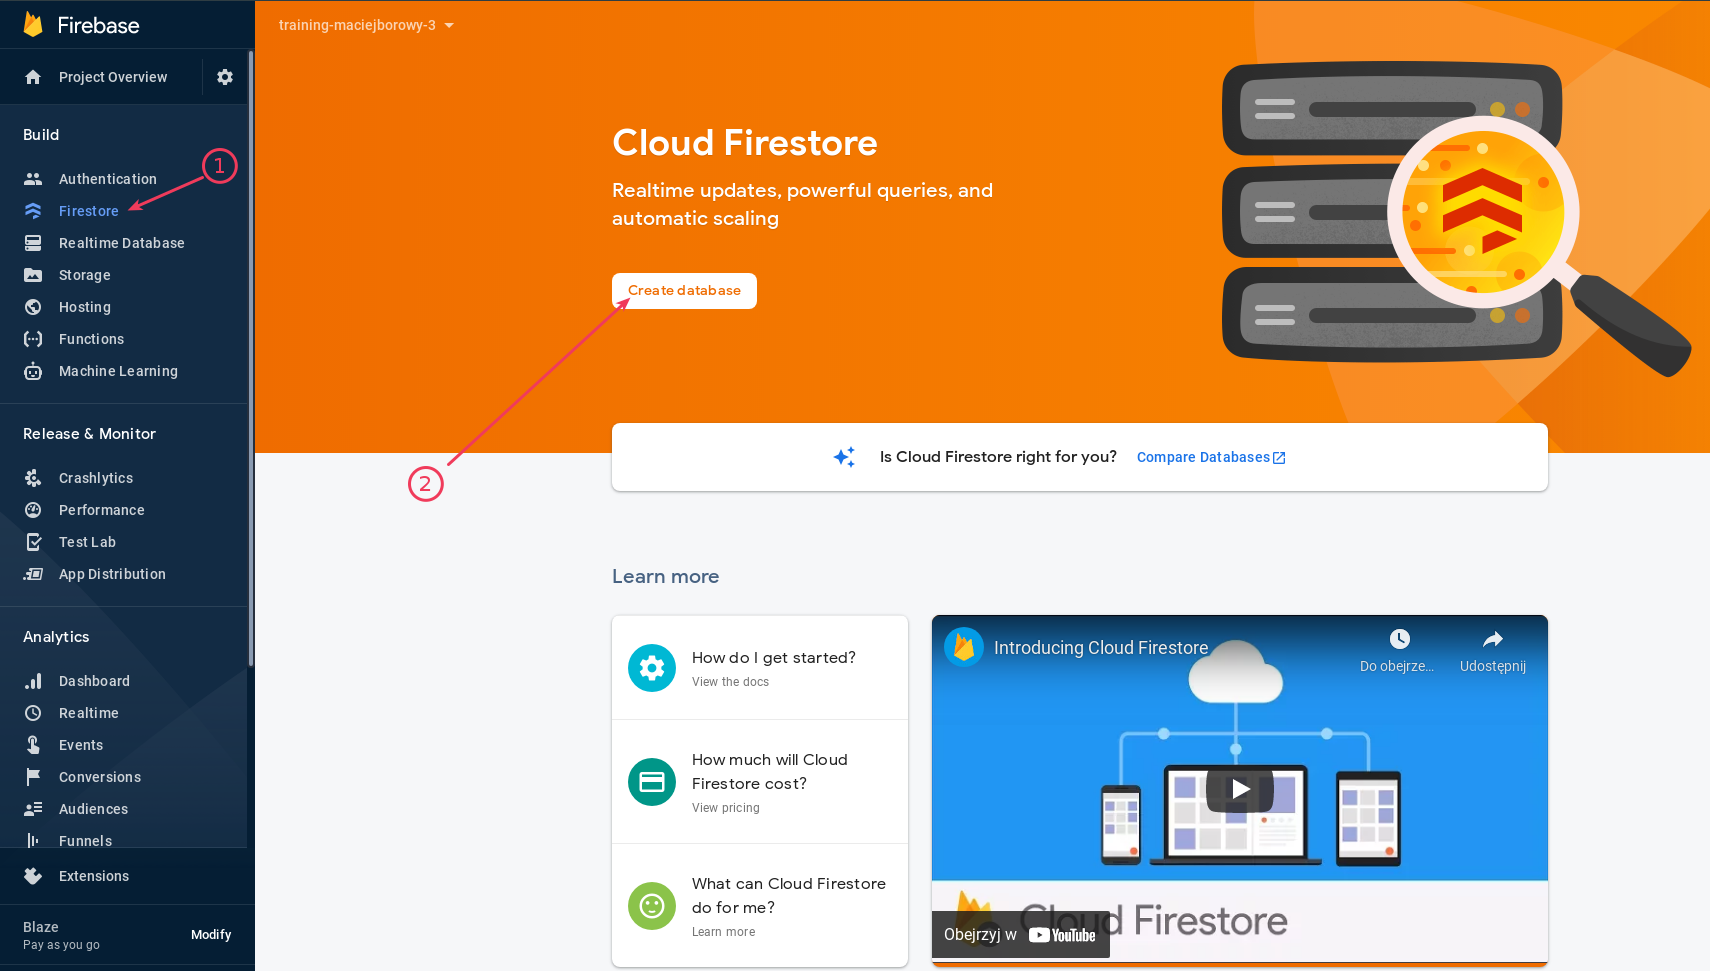 Firebase
Project Overview
Build
1
Authentication
Firestore
Realtime Database
Storage
Hosting
Functions
Machine Learning
Release & Monitor
Crashlytics
Performance
Test Lab
App Distribution
Analytics
Dashboard
Realtime
Events
Conversions
Audiences
Funnels
Extensions
Blaze
Pay as you go
Modify
training-maciejborowy-3
Cloud Firestore
Realtime updates, powerful queries, and
automatic scaling
Create database
2
Is Cloud Firestore right for you? Compare Databases
Learn more
How do I get started?
View the docs
How much will Cloud
Firestore cost?
View pricing
What can Cloud Firestore
do for me?
Learn more
Introducing Cloud Firestore
Do obejrze...
Udostępnij
Cloud Firestore
Obejrzyj w YouTube